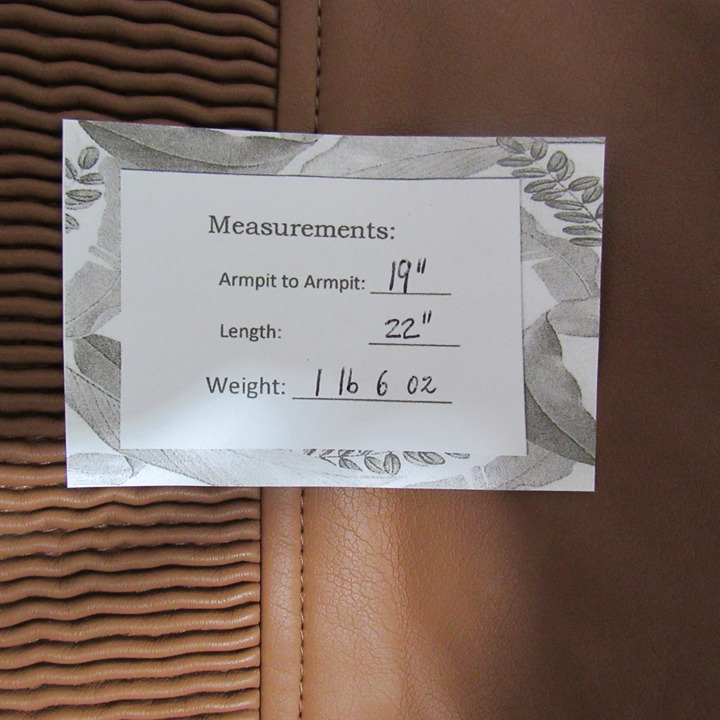 Measurements:
Armpit to Armpit: 19"
Length: 22"
Weight: 1 lb 6 oz